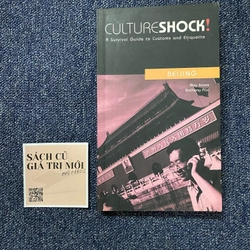 CULTURESHOCK!
A Survival Guide to Customs and Etiquette
BEIJING
SÁCH CŨ
GIÁ TRỊ MỚI